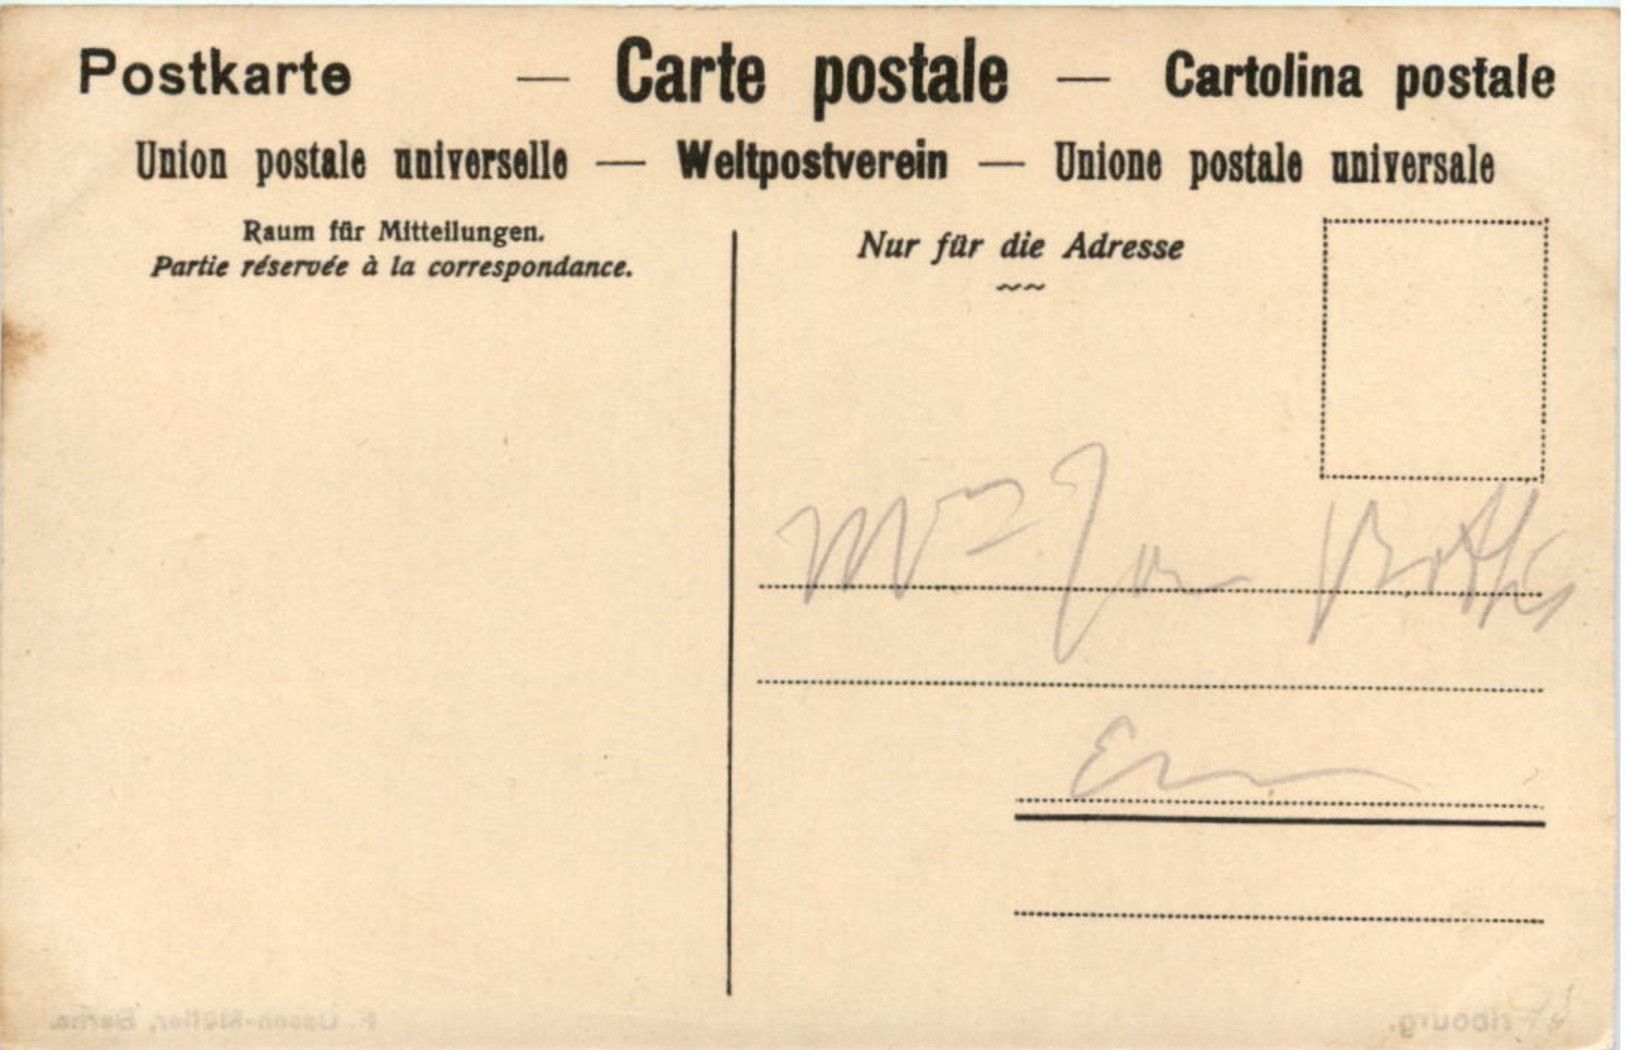 Postkarte — Carte postale — Cartolina postale
Union postale universelle — Weltpostverein — Unione postale universale
Raum für Mitteilungen.
Partie réservée à la correspondance.
Nur für die Adresse